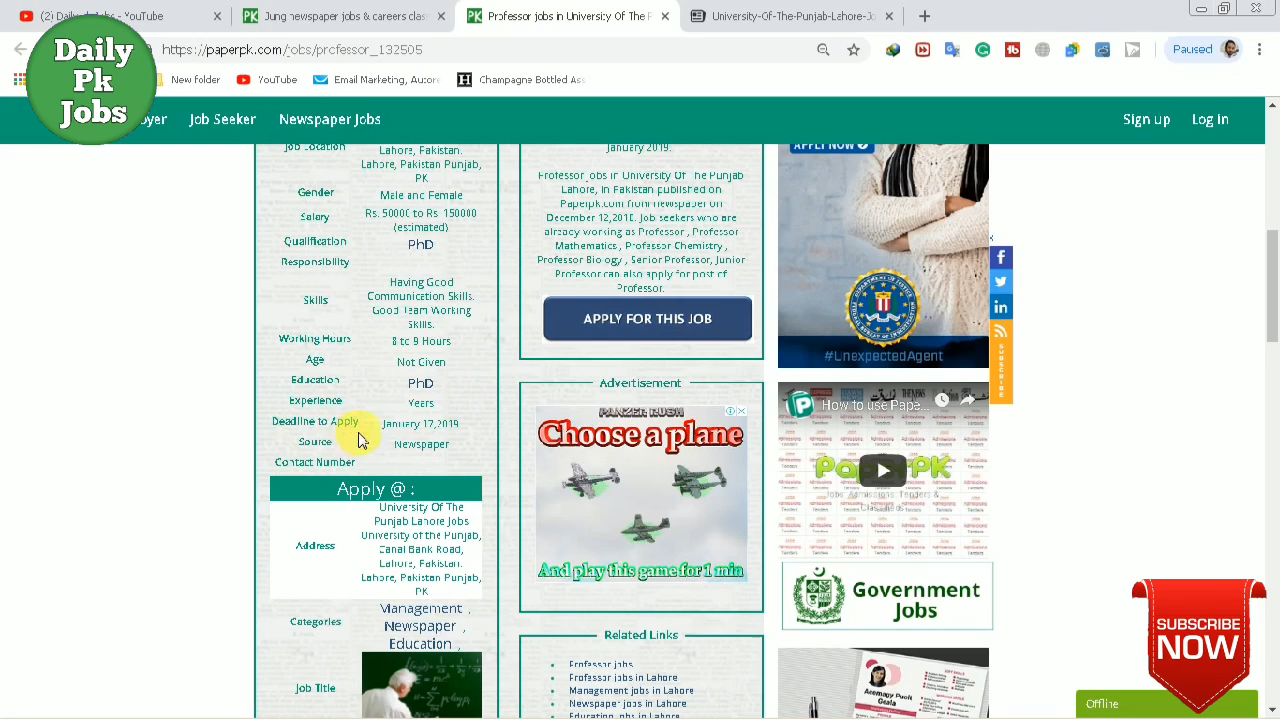 (2) YouTube
Jung newspaper jobs & careers clas
Professor Jobs in University Of The P
of-The-Punjab-Lahore-Jo
https://paperpk.com/jobs/professor_132505
Paused
New folder
YouTube
Email Marketing, Autore
Champagne Bottled Ass
Daily
Pk
Jobs
Job Seeker
Newspaper Jobs
Sign up
Log in
Job Location
Lahore, Pakistan.
Lahore, Pakistan Punjab,
PK
Gender
Male and Female
Salary
Rs. 50000 to Rs. 150000
(estimated)
Qualification
PhD
Skills
Having Good
Communication Skills.
Good Team Working
Skills.
Working Hours
8 to 9 Hours
Age
Not Given
Education
PhD
Experience
Years
Deadline to Apply
January 17, 2019
Source
Newspaper
Contact Number
Apply @ :
Address
University Of The
Punjab Lahore Jobs
University Of The Punjab,
Canal Bank Road,
Lahore, Pakistan.
Lahore, Pakistan Punjab,
PK
Categories
Management ,
Newspaper ,
Education ,
Job Title
January 2019.
Professor Jobs in University Of The Punjab
Lahore, in Pakistan published on
Paperpk.com from newspaper on
December 12,2018. Job seekers who are
already working as Professor , Professor
Mathematics , Professor Chemistry ,
Professor Biology , Senior Professor, Junior
Professor can also apply for post of
Professor.
APPLY FOR THIS JOB
Advertisement
Choose a plane
play this game for 1 min
Related Links
Professor jobs
Professor jobs in Lahore
Management jobs in Lahore
Newspaper jobs in Lahore
Education jobs in Lahore
APPLY NOW
#UnexpectedAgent
How to use Pape...
PaperPK
Jobs, Admissions, Tenders &
Classifieds
Government
Jobs
SUBSCRIBE
SUBSCRIBE
NOW
Offline